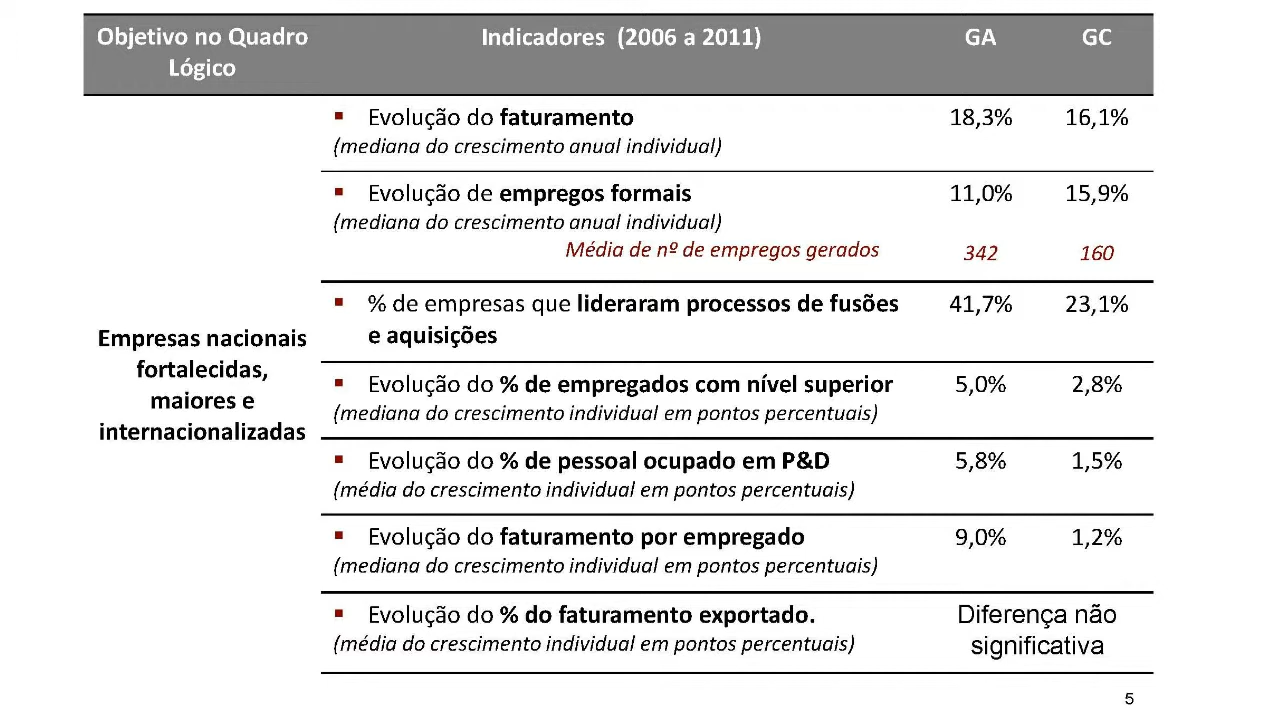 Objetivo no Quadro
Lógico
Indicadores (2006 a 2011)
GA
GC
Empresas nacionais
fortalecidas,
maiores e
internacionalizadas
▪ Evolução do faturamento
18,3%
16,1%
(mediana do crescimento anual individual)
▪ Evolução de empregos formais
11,0%
15,9%
(mediana do crescimento anual individual)
Média de nº de empregos gerados
342
160
▪ % de empresas que lideraram processos de fusões
e aquisições
41,7%
23,1%
▪ Evolução do % de empregados com nível superior
5,0%
2,8%
(mediana do crescimento individual em pontos percentuais)
▪ Evolução do % de pessoal ocupado em P&D
5,8%
1,5%
(média do crescimento individual em pontos percentuais)
▪ Evolução do faturamento por empregado
9,0%
1,2%
(mediana do crescimento individual em pontos percentuais)
▪ Evolução do % do faturamento exportado.
(média do crescimento individual em pontos percentuais)
Diferença não
significativa
5